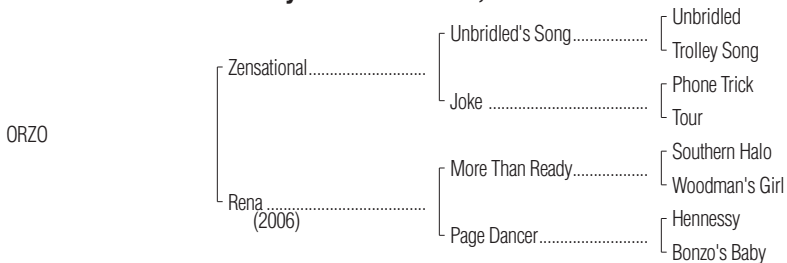 Unbridled
Unbridled's Song.................
Trolley Song
Zensational............................
Phone Trick
Joke ......................................
Tour
ORZO
Southern Halo
More Than Ready..................
Woodman's Girl
Rena ......................................
(2006)
Hennessy
Page Dancer..........................
Bonzo's Baby